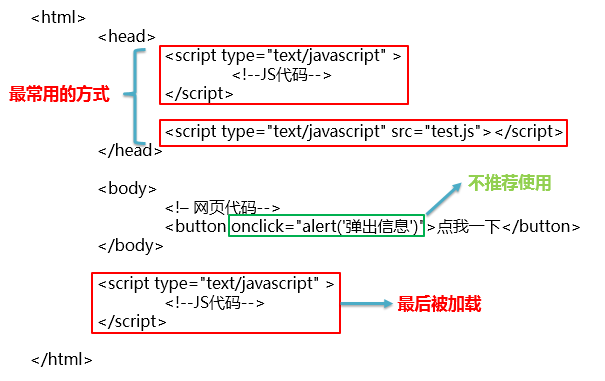 <html>
<head>
<script type="text/javascript" >
<!--JS代码-->
</script>
最常用的方式
<script type="text/javascript" src="test.js"></script>
</head>
<body>
不推荐使用
<!– 网页代码-->
<button onclick="alert('弹出信息')">点我一下</button>
</body>
<script type="text/javascript" >
<!--JS代码-->
</script>
最后被加载
</html>